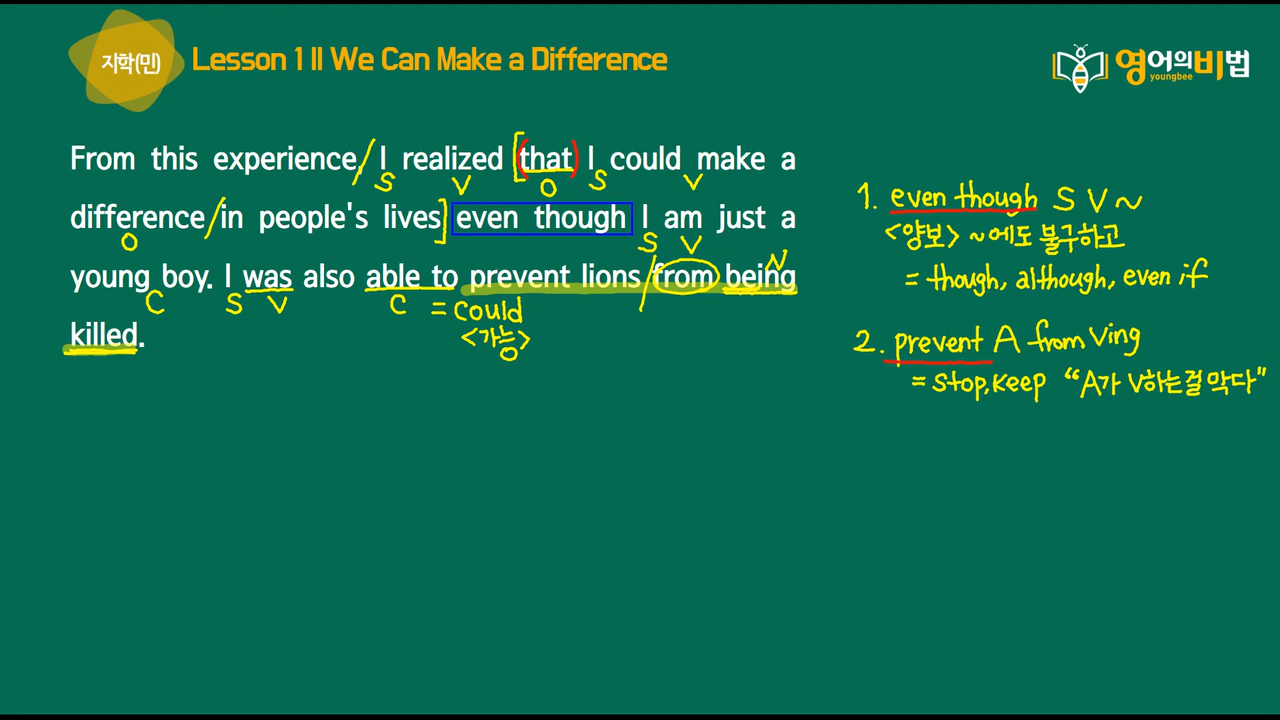 지학(민)
Lesson 1 II We Can Make a Difference
영어의비법
youngbee
From this experience, I realized that I could make a
S V O S V
difference in people's lives even though I am just a
O S V
young boy. I was also able to prevent lions from being
N
C S V C = could
<가능>
killed.
1. even though S V ~
<양보> ~에도 불구하고
= though, although, even if
2. prevent A from Ving
= stop, keep "A가 V하는걸 막다"